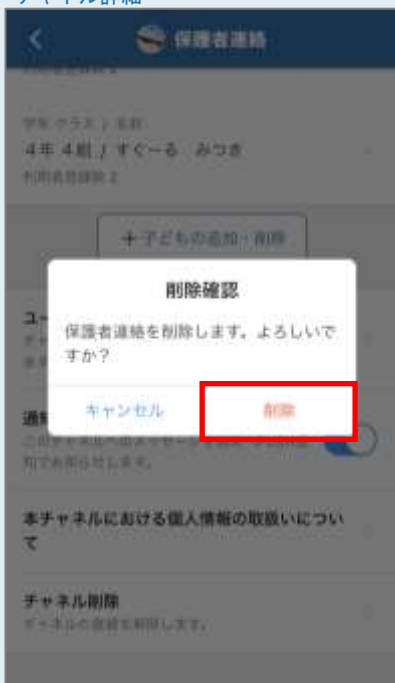 保護者連絡
4年 4組 / すぐーる みつき
＋子どもの追加・削除
削除確認
保護者連絡を削除します。よろしいで
すか？
キャンセル
削除
本チャネルにおける個人情報の取扱いについ
て
チャネル削除
チャネルの登録を解除します。